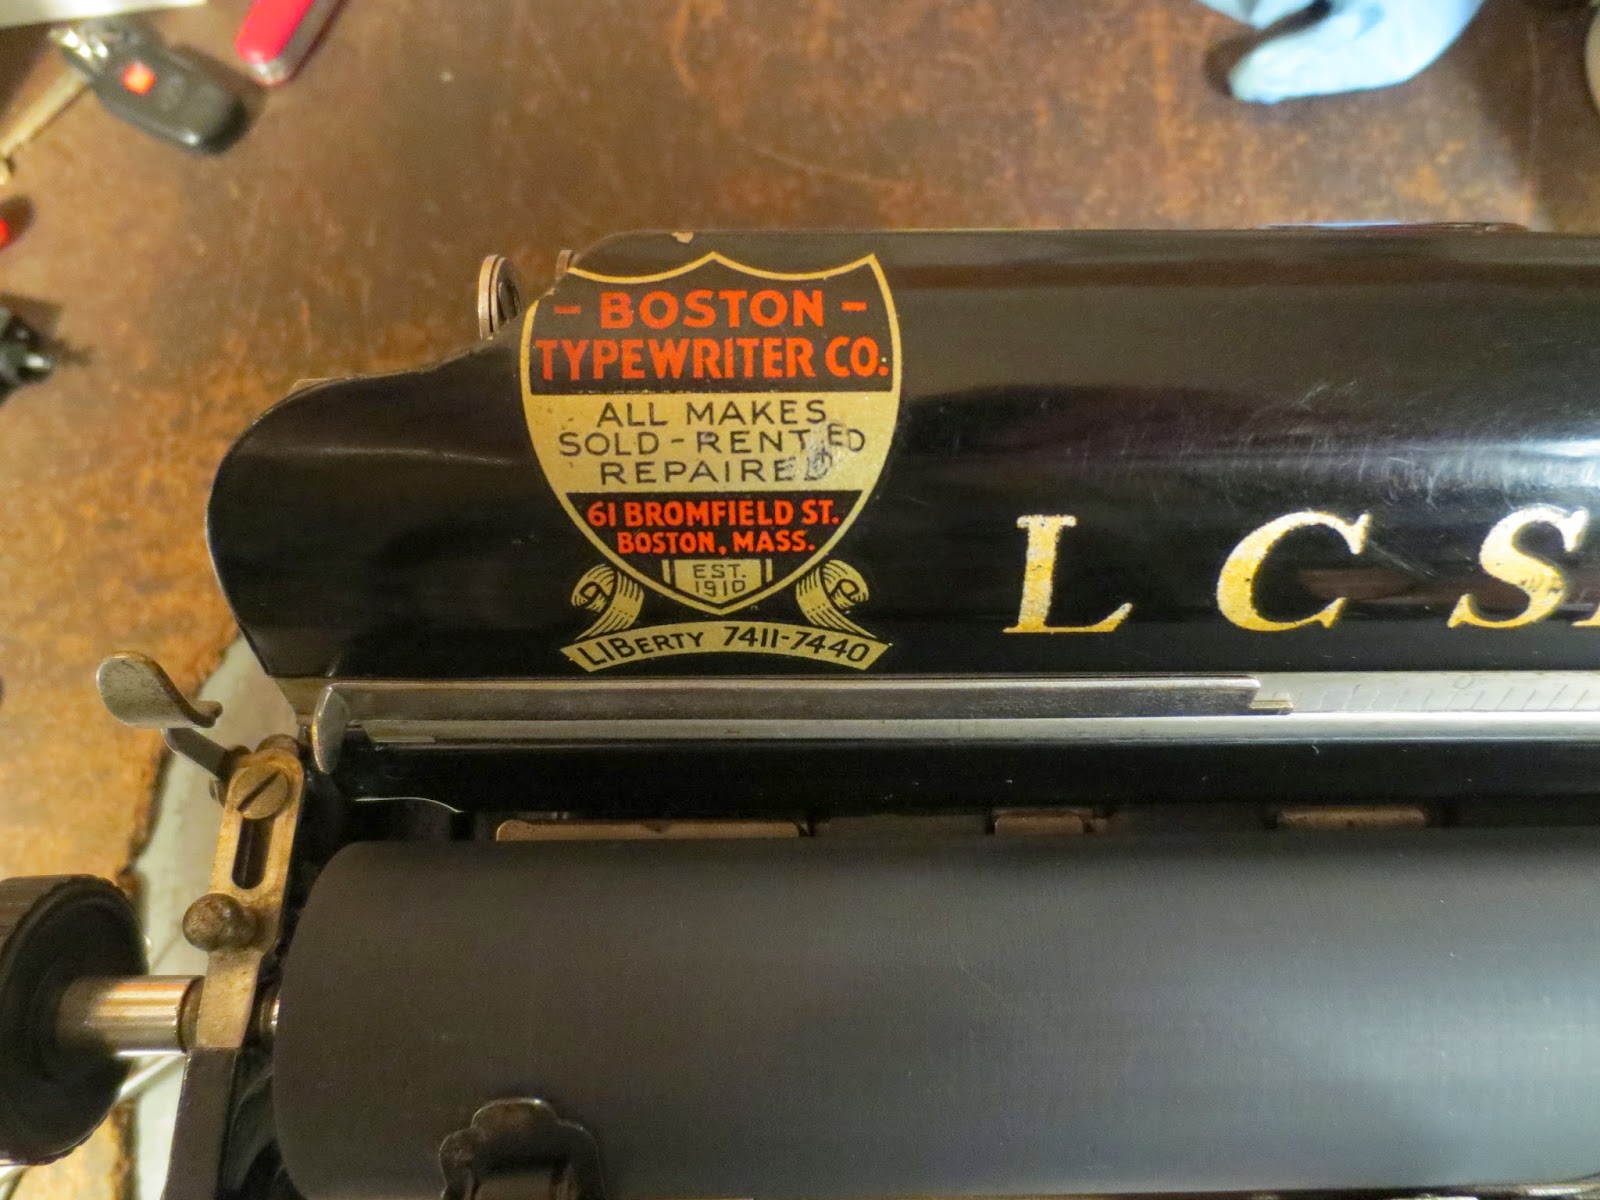 - BOSTON -
TYPEWRITER CO.
ALL MAKES
SOLD - RENTED
REPAIRED
61 BROMFIELD ST.
BOSTON, MASS.
EST.
1910
LIBERTY 7411-7440
L C S